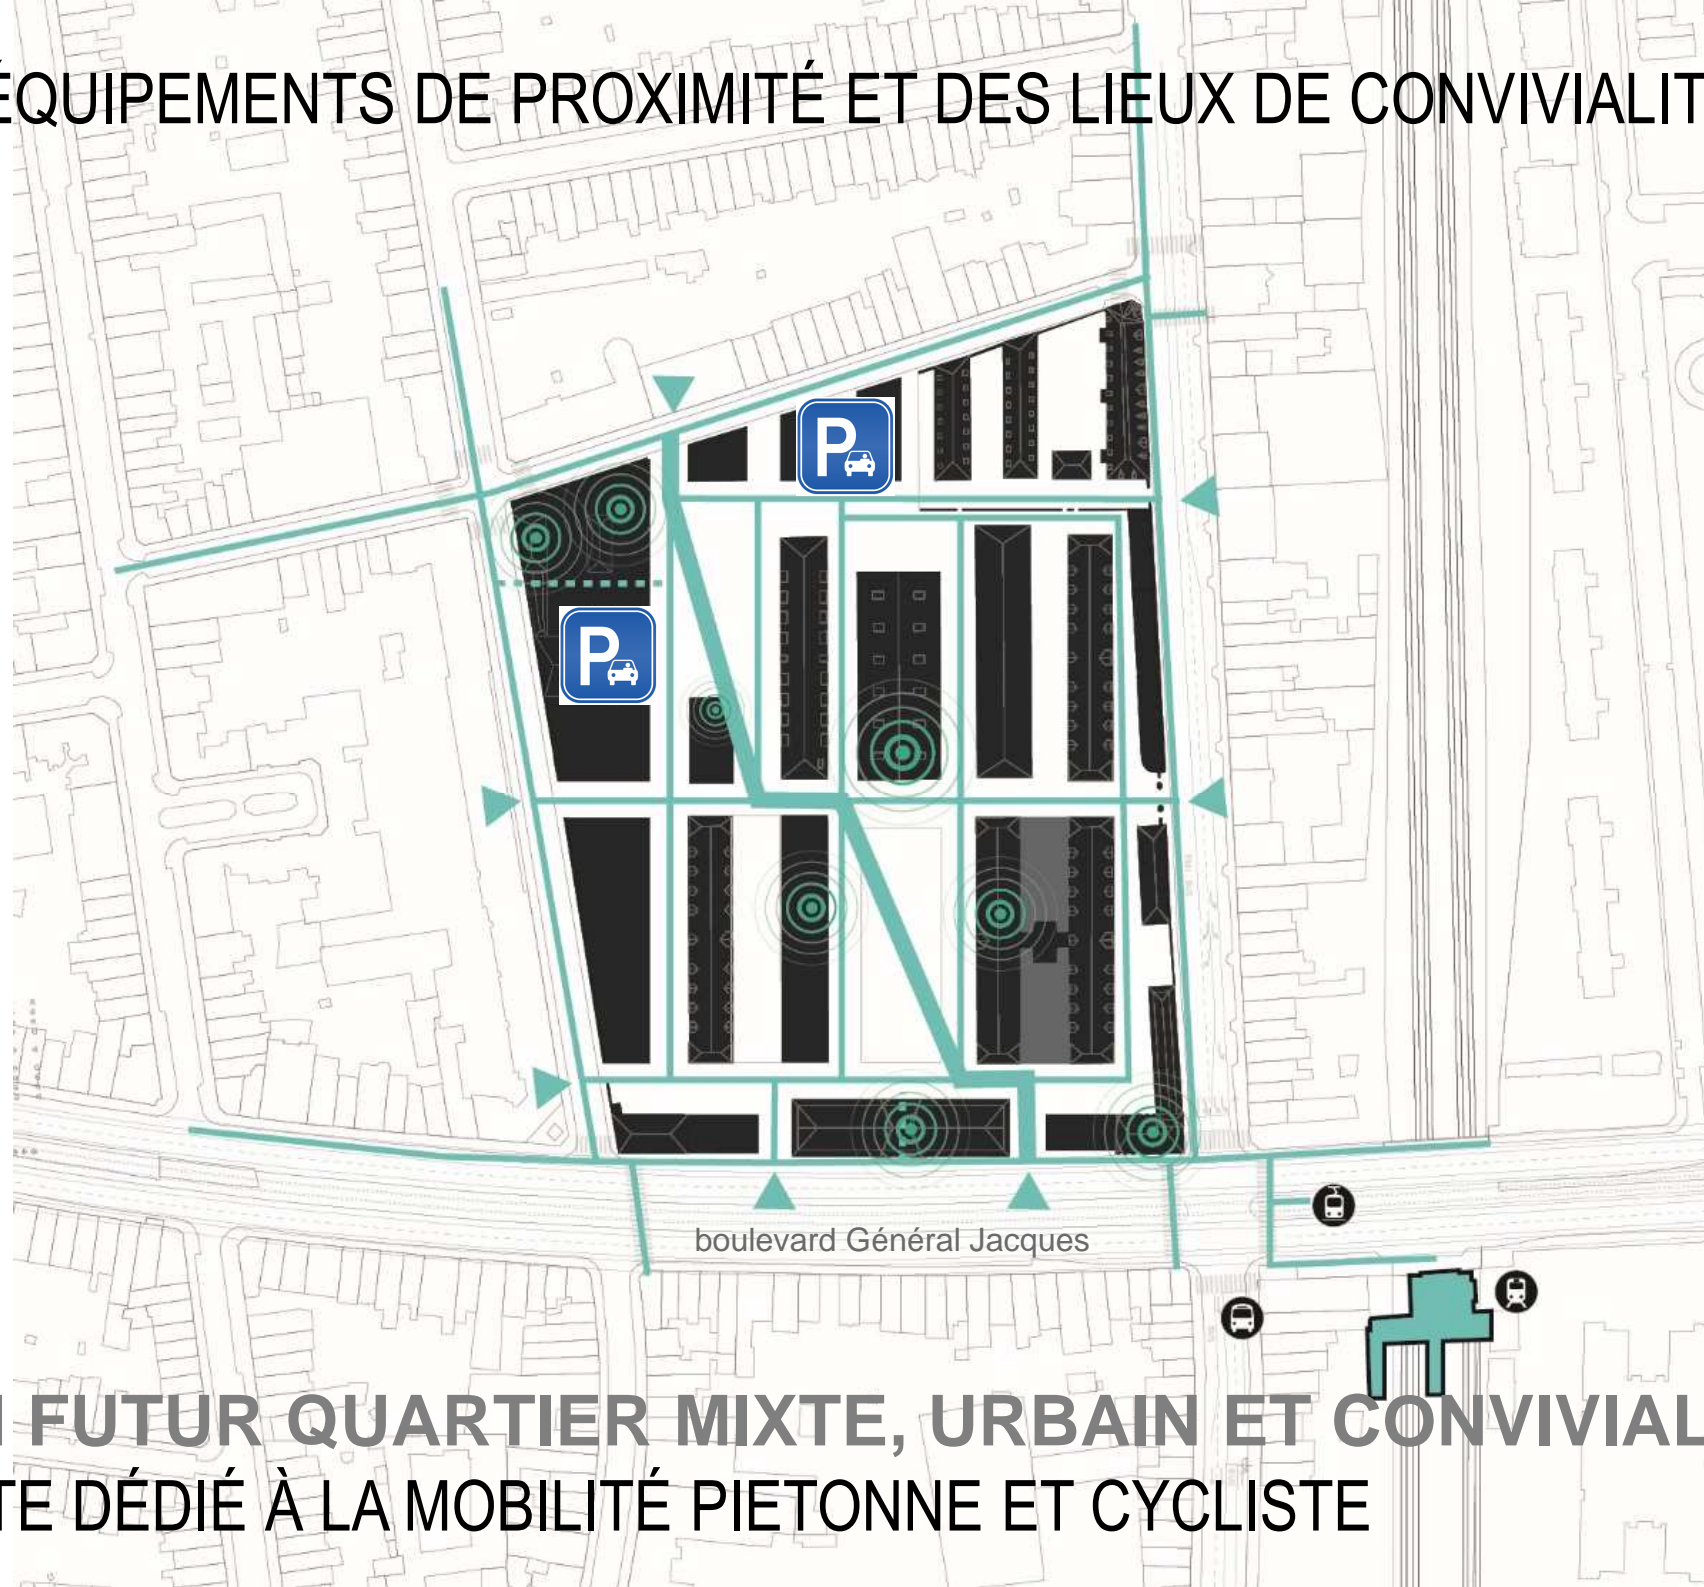 ÉQUIPEMENTS DE PROXIMITÉ ET DES LIEUX DE CONVIVIALIT
P
P
boulevard Général Jacques
FUTUR QUARTIER MIXTE, URBAIN ET CONVIVIAL
TE DÉDIÉ À LA MOBILITÉ PIETONNE ET CYCLISTE